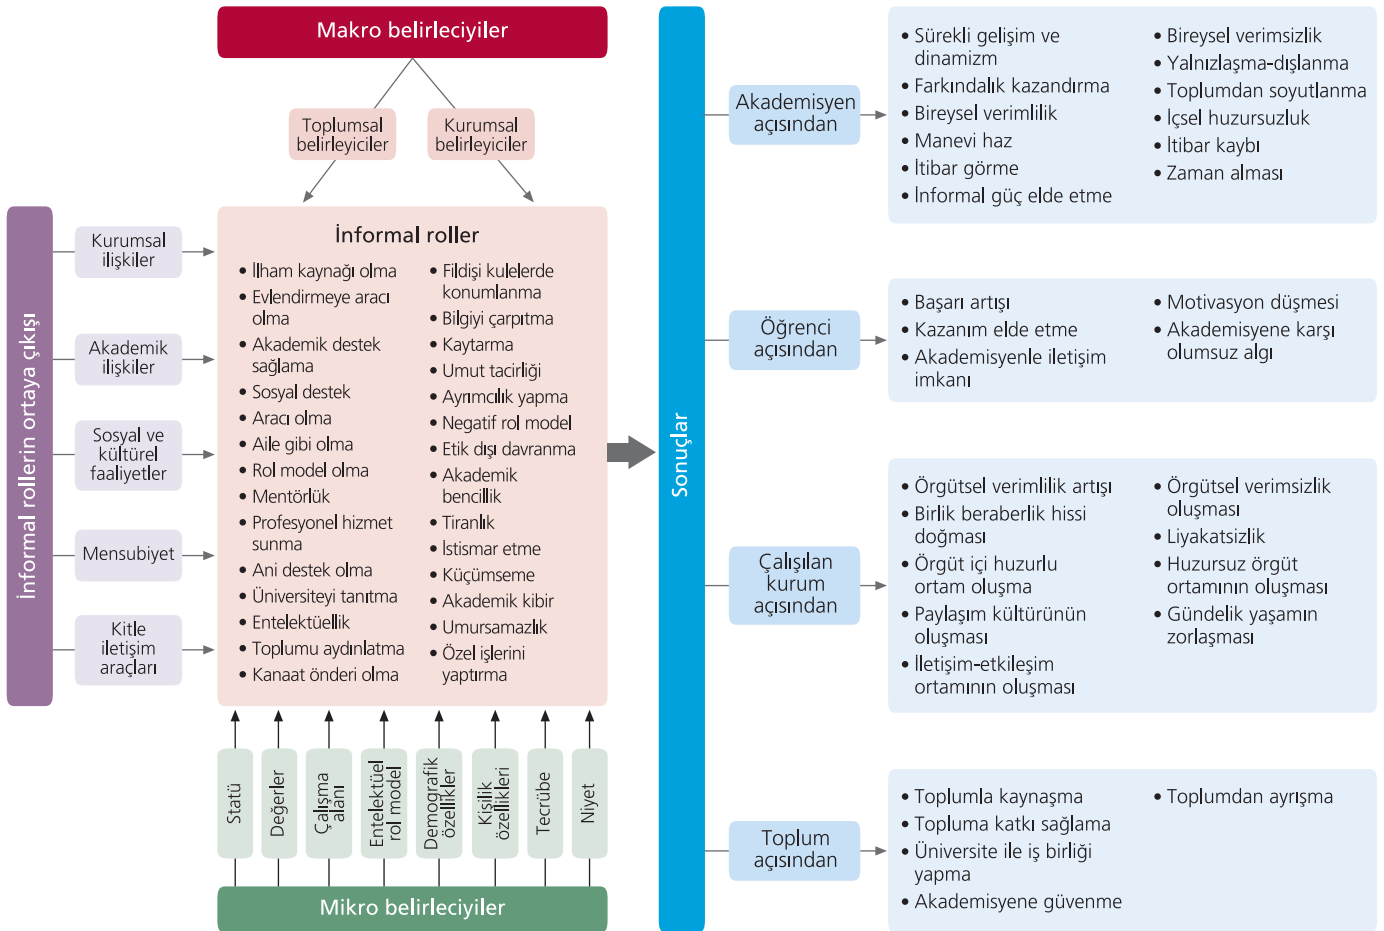 Makro belirleciyiler
Toplumsal
belirleyiciler
Kurumsal
belirleyiciler
İnformal rollerin ortaya çıkışı
Kurumsal
ilişkiler
Akademik
ilişkiler
Sosyal ve
kültürel
faaliyetler
Mensubiyet
Kitle
iletişim
araçları
İnformal roller
• İlham kaynağı olma
• Evlendirmeye aracı
olma
• Akademik destek
sağlama
• Sosyal destek
• Aracı olma
• Aile gibi olma
• Rol model olma
• Mentörlük
• Profesyonel hizmet
sunma
• Ani destek olma
• Üniversiteyi tanıtma
• Entelektüellik
• Toplumu aydınlatma
• Kanaat önderi olma
• Fildişi kulelerde
konumlanma
• Bilgiyi çarpıtma
• Kaytarma
• Umut tacirliği
• Ayrımcılık yapma
• Negatif rol model
• Etik dışı davranma
• Akademik
bencillik
• Tiranlık
• İstismar etme
• Küçümseme
• Akademik kibir
• Umursamazlık
• Özel işlerini
yaptırma
Statü
Değerler
Çalışma
alanı
Entelektüel
rol model
Demografik
özellikler
Kişilik
özellikleri
Tecrübe
Niyet
Mikro belirleciyiler
Sonuçlar
Akademisyen
açısından
• Sürekli gelişim ve
dinamizm
• Farkındalık kazandırma
• Bireysel verimlilik
• Manevi haz
• İtibar görme
• İnformal güç elde etme
• Bireysel verimsizlik
• Yalnızlaşma-dışlanma
• Toplumdan soyutlanma
• İçsel huzursuzluk
• İtibar kaybı
• Zaman alması
Öğrenci
açısından
• Başarı artışı
• Kazanım elde etme
• Akademisyenle iletişim
imkanı
• Motivasyon düşmesi
• Akademisyene karşı
olumsuz algı
Çalışılan
kurum
açısından
• Örgütsel verimlilik artışı
• Birlik beraberlik hissi
doğması
• Örgüt içi huzurlu
ortam oluşma
• Paylaşım kültürünün
oluşması
• İletişim-etkileşim
ortamının oluşması
• Örgütsel verimsizlik
oluşması
• Liyakatsizlik
• Huzursuz örgüt
ortamının oluşması
• Gündelik yaşamın
zorlaşması
Toplum
açısından
• Toplumla kaynaşma
• Topluma katkı sağlama
• Üniversite ile iş birliği
yapma
• Akademisyene güvenme
• Toplumdan ayrışma